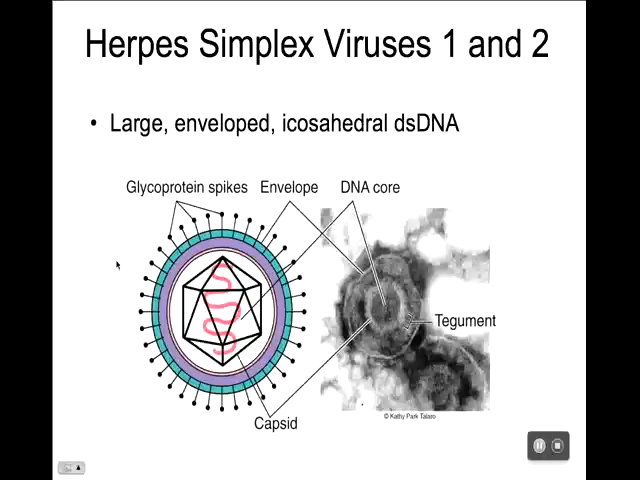 Herpes Simplex Viruses 1 and 2
• Large, enveloped, icosahedral dsDNA
Glycoprotein spikes Envelope DNA core
Tegument
© Kathy Park Talaro
Capsid